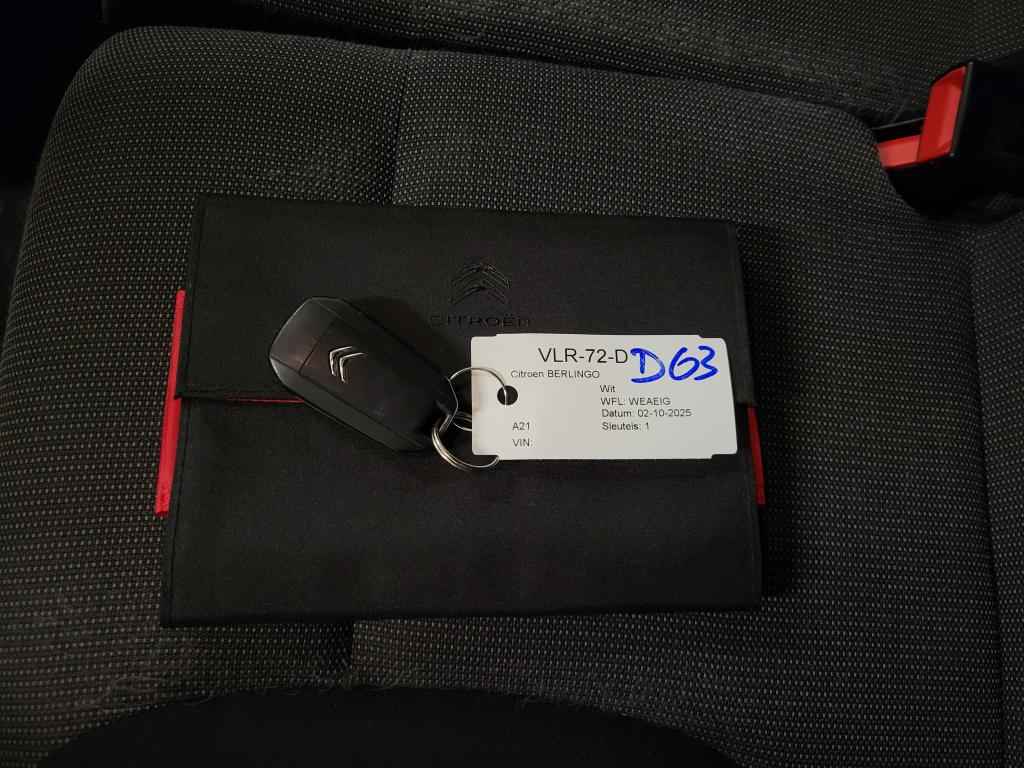 CITROËN
VLR-72-D D63
Citroen BERLINGO
Wit
WFL: WEAEIG
Datum: 02-10-2025
A21 Sleutels: 1
VIN: